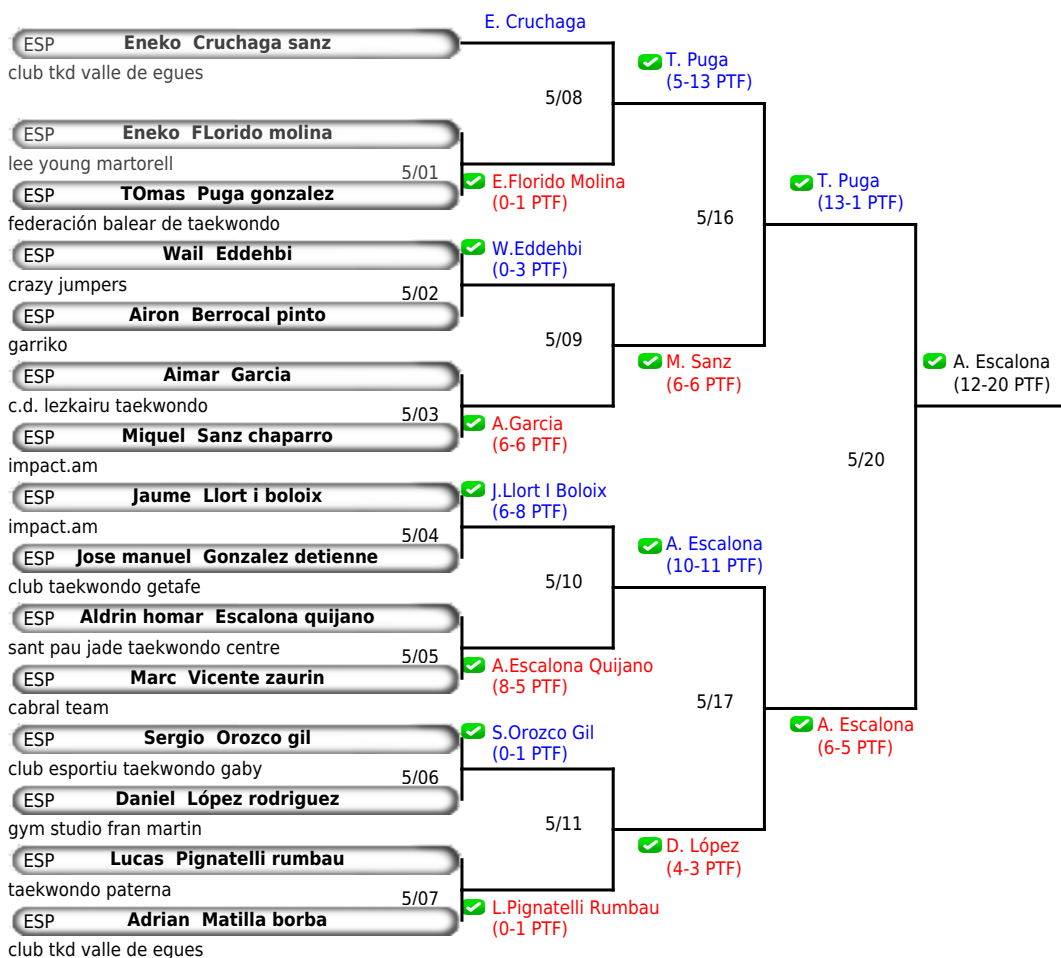 E. Cruchaga
ESP Eneko Cruchaga sanz
club tkd valle de egues
T. Puga
(5-13 PTF)
5/08
ESP Eneko FLorido molina
lee young martorell
5/01
E.Florido Molina
(0-1 PTF)
T. Puga
(13-1 PTF)
ESP TOmas Puga gonzalez
federación balear de taekwondo
5/16
ESP Wail Eddehbi
W.Eddehbi
(0-3 PTF)
crazy jumpers
5/02
ESP Airon Berrocal pinto
garriko
5/09
ESP Aimar Garcia
M. Sanz
(6-6 PTF)
A. Escalona
(12-20 PTF)
c.d. lezkairu taekwondo
5/03
A.Garcia
(6-6 PTF)
ESP Miquel Sanz chaparro
impact.am
5/20
ESP Jaume Llort i boloix
J.Llort I Boloix
(6-8 PTF)
impact.am
5/04
ESP Jose manuel Gonzalez detienne
A. Escalona
(10-11 PTF)
club taekwondo getafe
5/10
ESP Aldrin homar Escalona quijano
sant pau jade taekwondo centre
5/05
A.Escalona Quijano
(8-5 PTF)
ESP Marc Vicente zaurin
cabral team
5/17
ESP Sergio Orozco gil
S.Orozco Gil
(0-1 PTF)
A. Escalona
(6-5 PTF)
club esportiu taekwondo gaby
5/06
ESP Daniel López rodriguez
gym studio fran martin
5/11
ESP Lucas Pignatelli rumbau
D. López
(4-3 PTF)
taekwondo paterna
5/07
L.Pignatelli Rumbau
(0-1 PTF)
ESP Adrian Matilla borba
club tkd valle de egues